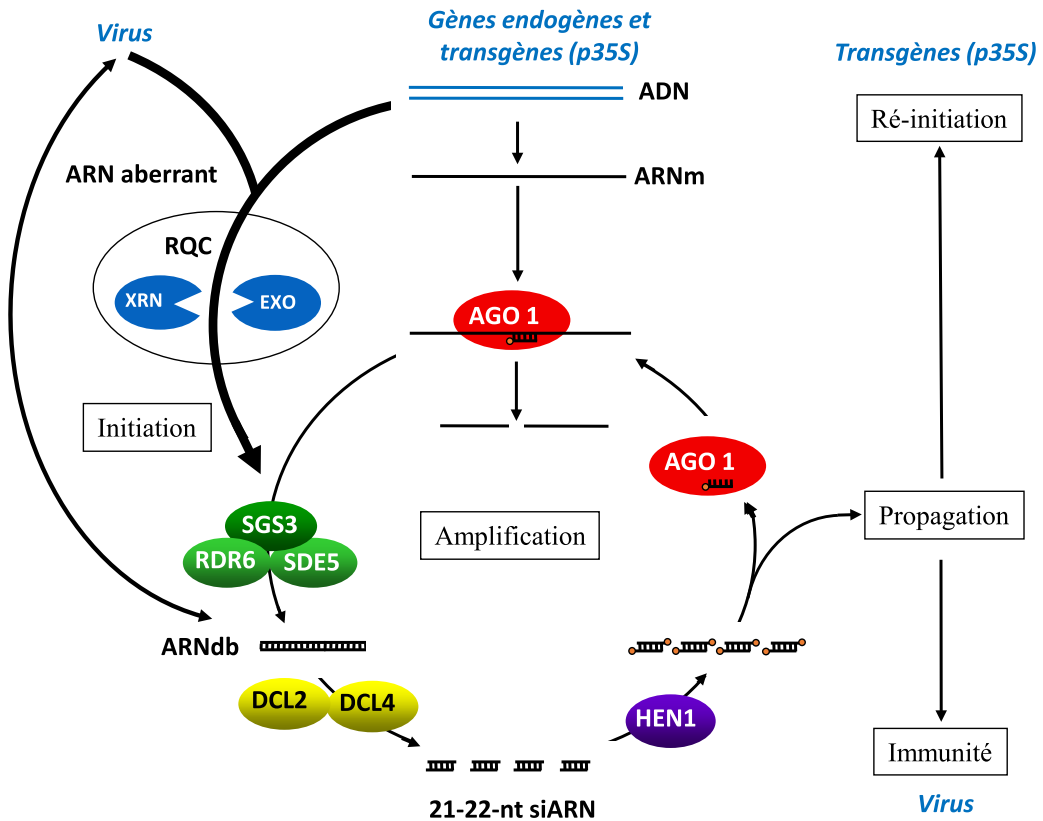 Virus
Gènes endogènes et
transgènes (p35S)
Transgènes (p35S)
ADN
Ré-initiation
ARN aberrant
ARNm
RQC
XRN
EXO
AGO 1
Initiation
AGO 1
SGS3
Amplification
Propagation
RDR6
SDE5
ARNdb
DCL2
DCL4
HEN1
Immunité
21-22-nt siARN
Virus